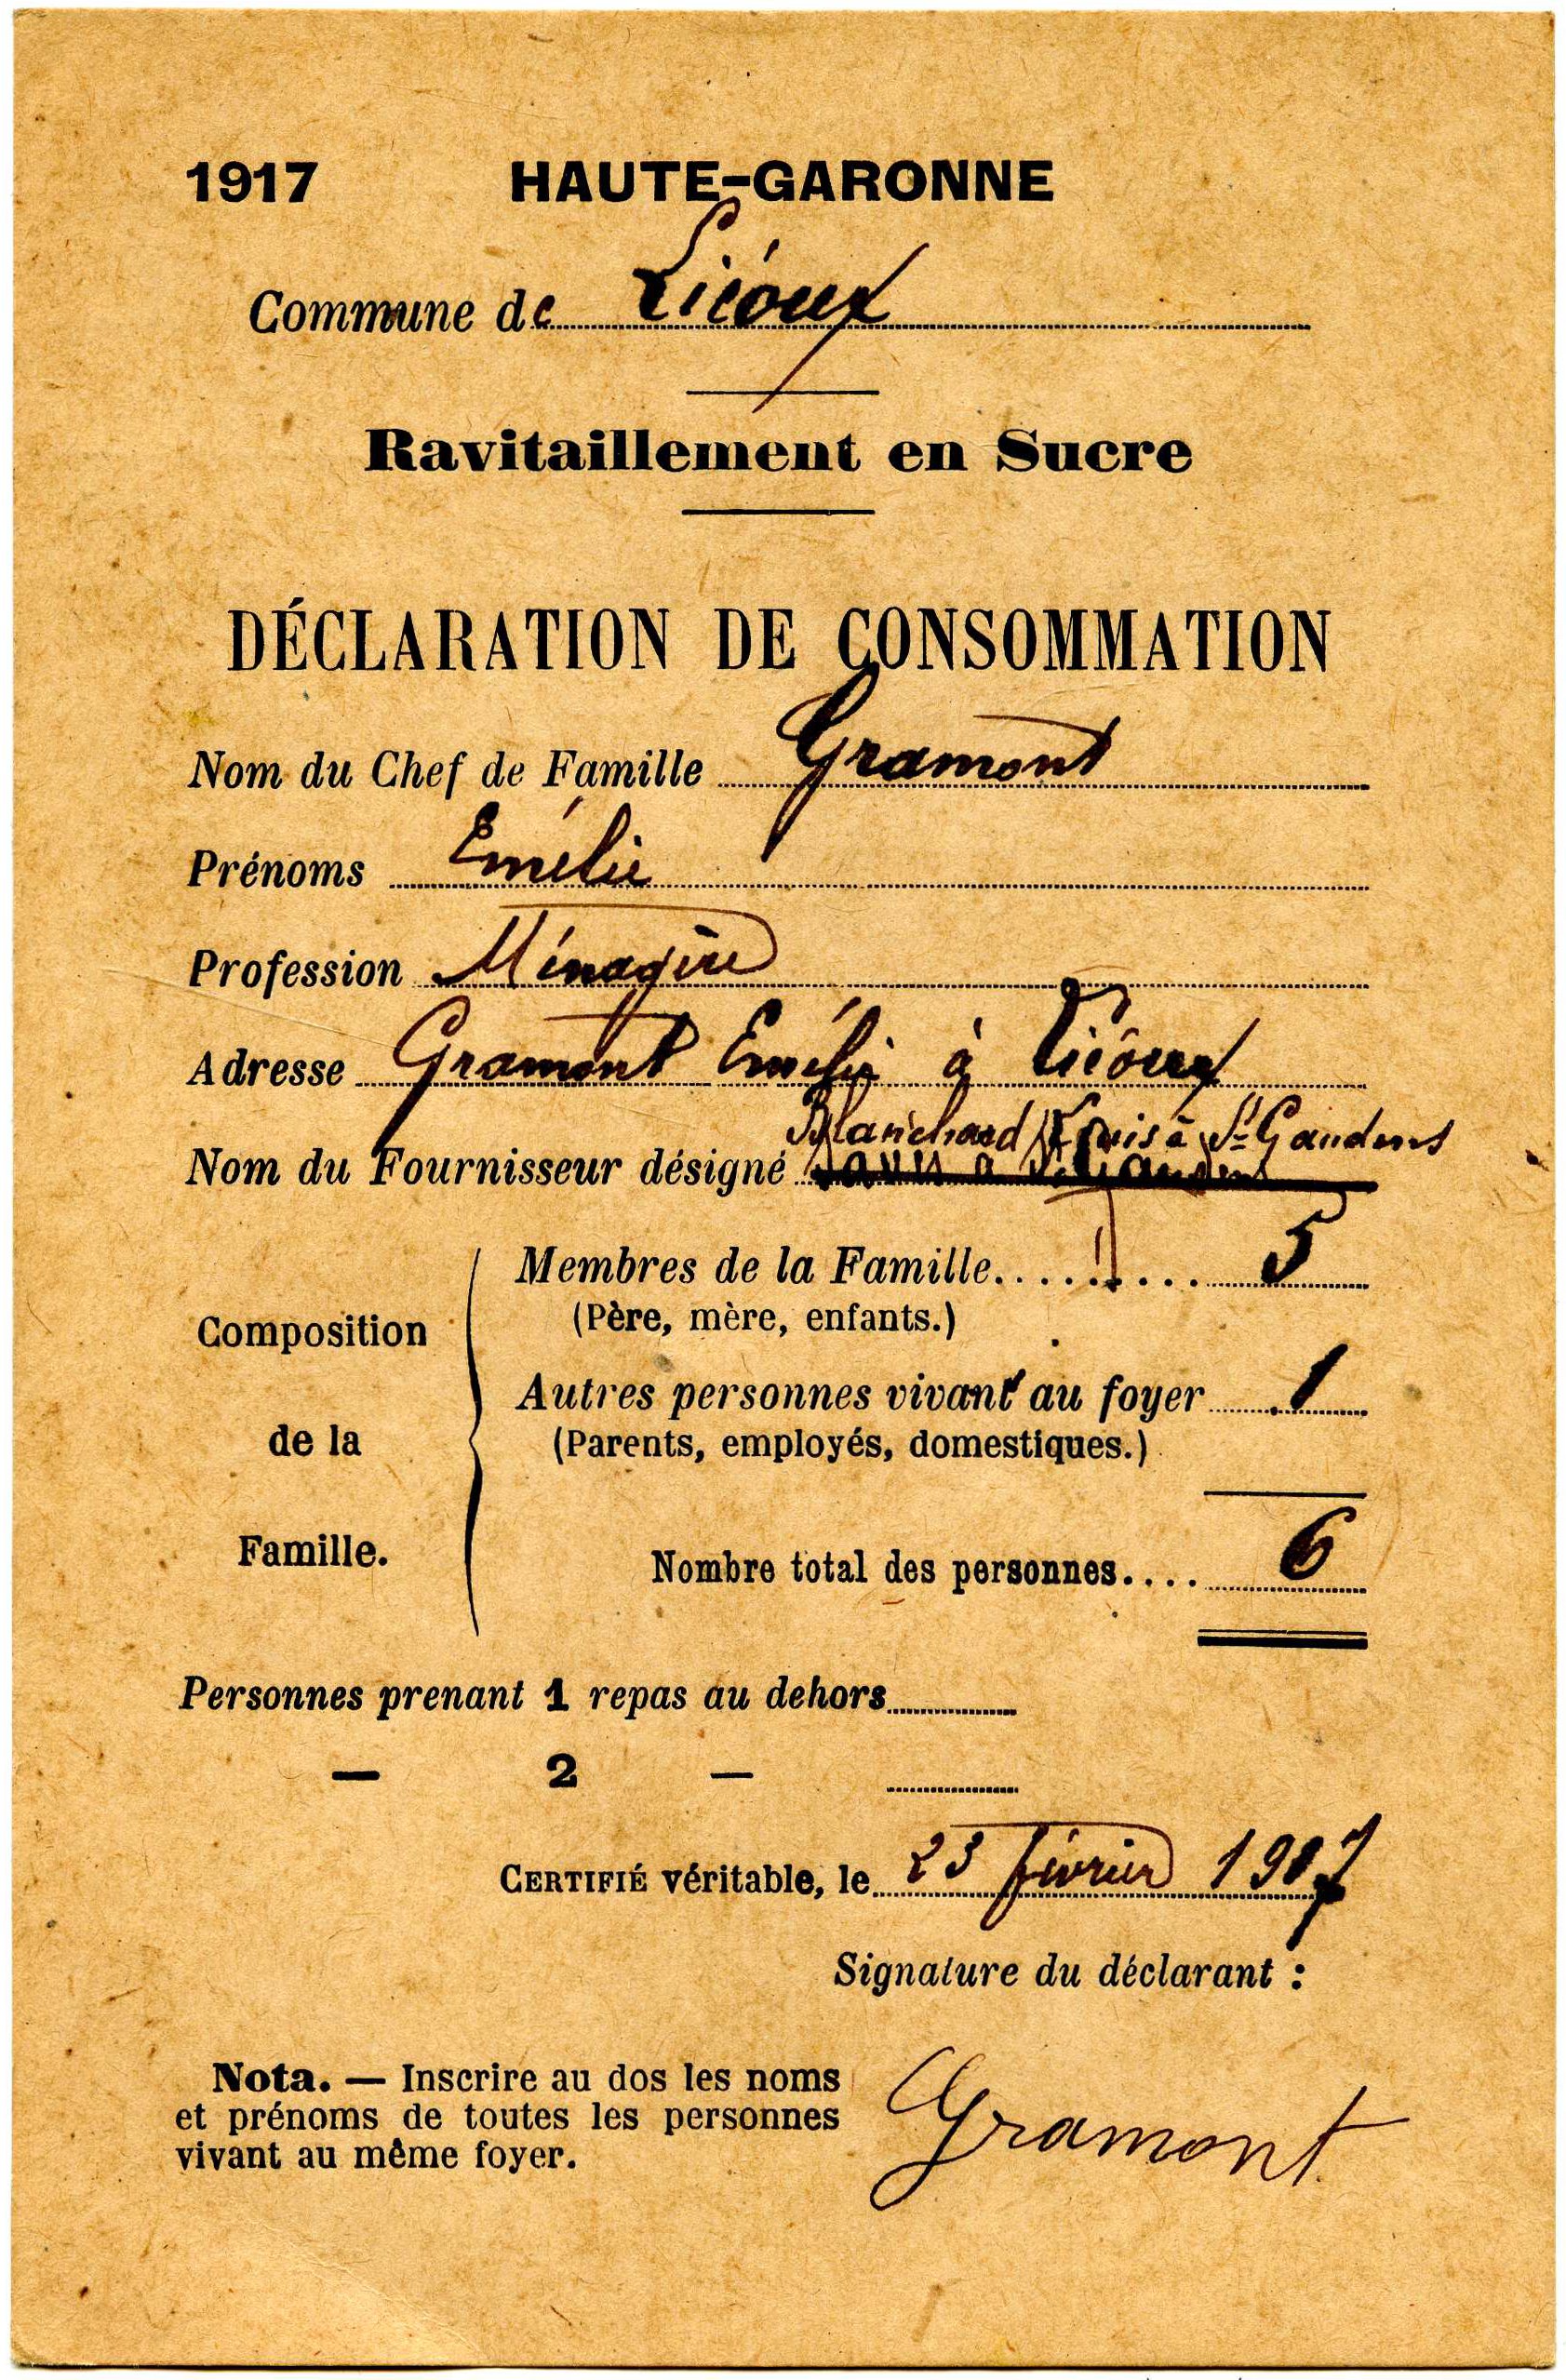 1917 HAUTE-GARONNE
Commune de Liéoux
Ravitaillement en Sucre
DÉCLARATION DE CONSOMMATION
Nom du Chef de Famille Gramont
Prénoms Emélie
Profession Ménagère
Adresse Gramont Emélie à Liéoux
Blanchard Louis à St Gaudens
Nom du Fournisseur désigné
Membres de la Famille.......... 5
(Père, mère, enfants.)
Composition
Autres personnes vivant au foyer 1
de la
(Parents, employés, domestiques.)
Famille.
Nombre total des personnes.... 6
Personnes prenant 1 repas au dehors
— 2 —
CERTIFIÉ véritable, le 23 février 1917
Signature du déclarant :
Nota. — Inscrire au dos les noms
et prénoms de toutes les personnes
vivant au même foyer.
Gramont